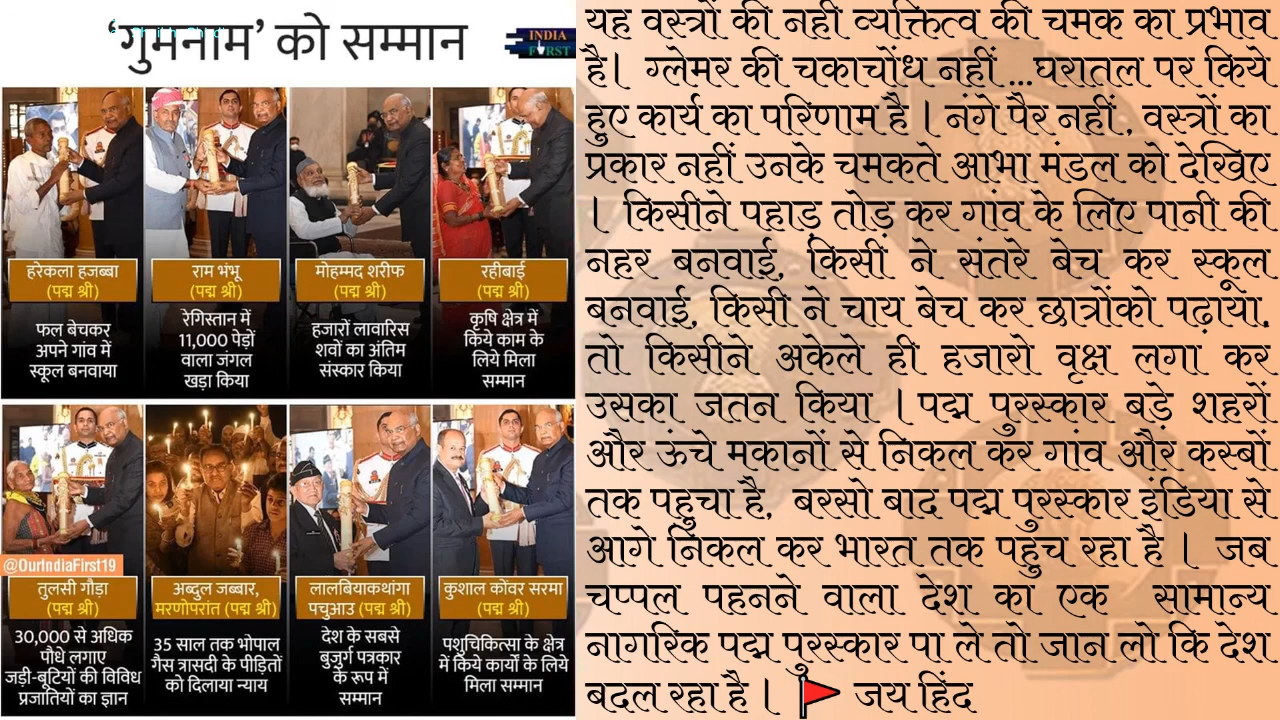 'गुमनाम' को सम्मान
INDIA
FIRST
हरेकला हजब्बा
(पद्म श्री)
फल बेचकर
अपने गांव में
स्कूल बनवाया
राम भंभू
(पद्म श्री)
रेगिस्तान में
11,000 पेड़ों
वाला जंगल
खड़ा किया
मोहम्मद शरीफ
(पद्म श्री)
हजारों लावारिस
शवों का अंतिम
संस्कार किया
रहीबाई
(पद्म श्री)
कृषि क्षेत्र में
किये काम के
लिये मिला
सम्मान
@OurIndiaFirst19
तुलसी गौड़ा
(पद्म श्री)
30,000 से अधिक
पौधे लगाए
जड़ी-बूटियों की विविध
प्रजातियों का ज्ञान
अब्दुल जब्बार,
मरणोपरांत (पद्म श्री)
35 साल तक भोपाल
गैस त्रासदी के पीड़ितों
को दिलाया न्याय
लालबियाकथांगा
पचुआउ (पद्म श्री)
देश के सबसे
बुजुर्ग पत्रकार
के रूप में
सम्मान
कुशाल कोंवर सरमा
(पद्म श्री)
पशुचिकित्सा के क्षेत्र
में किये कार्यो के लिये
मिला सम्मान
यह वस्त्रों की नही व्यक्तित्व की चमक का प्रभाव
है। ग्लेमर की चकाचोंध नहीं ...घरातल पर किये
हुए कार्य का परिणाम है । नंगे पैर नहीं , वस्त्रों का
प्रकार नहीं उनके चमकते आभा मंडल को देखिए
। किसीने पहाड़ तोड़ कर गांव के लिए पानी की
नहर बनवाई, किसी ने संतरे बेच कर स्कूल
बनवाई, किसी ने चाय बेच कर छात्रोंको पढ़ाया,
तो किसीने अकेले ही हजारो वृक्ष लगा कर
उसका जतन किया । पद्म पुरस्कार बड़े शहरों
और ऊंचे मकानों से निकल कर गांव और कस्बों
तक पहुचा है, बरसो बाद पद्म पुरस्कार इंडिया से
आगे निकल कर भारत तक पहुच रहा है । जब
चप्पल पहनने वाला देश का एक सामान्य
नागरिक पद्म पुरस्कार पा ले तो जान लो कि देश
बदल रहा है । 🚩 जय हिंद